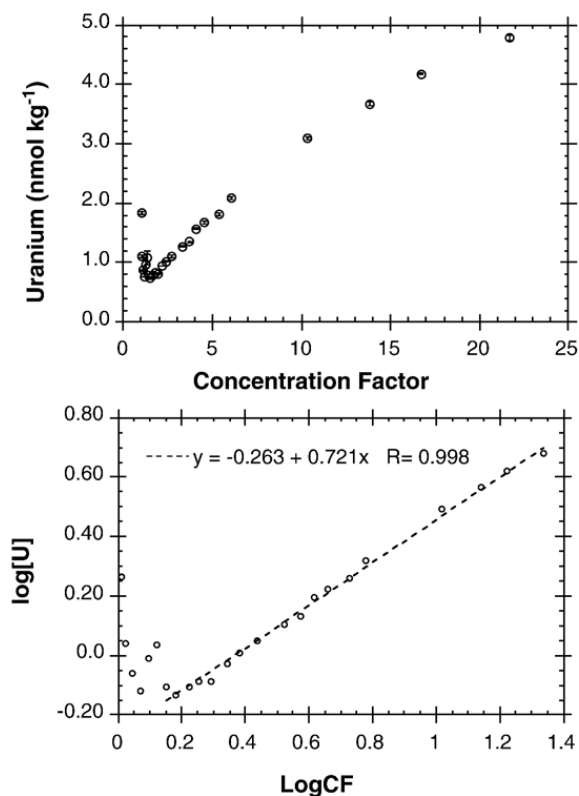 5.0
4.0
3.0
2.0
1.0
0.0
Uranium (nmol kg⁻¹)
0 5 10 15 20 25
Concentration Factor
0.80
0.60
0.40
0.20
0.0
-0.20
log[U]
y = -0.263 + 0.721x R= 0.998
0 0.2 0.4 0.6 0.8 1 1.2 1.4
LogCF